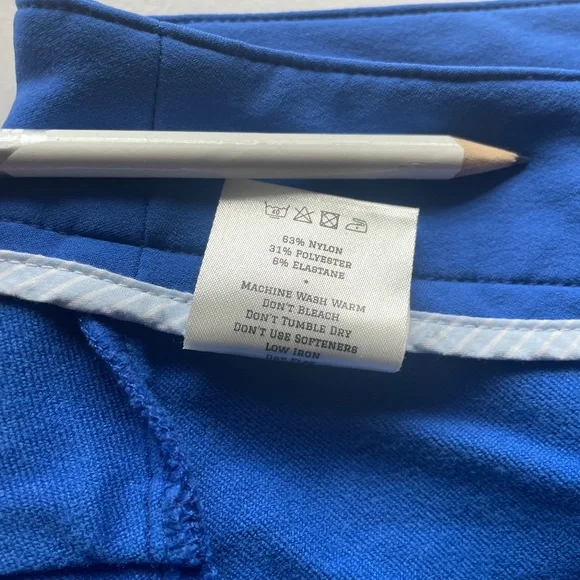 40
63% NYLON
31% POLYESTER
6% ELASTANE
*
MACHINE WASH WARM
DON'T BLEACH
DON'T TUMBLE DRY
DON'T USE SOFTENERS
LOW IRON